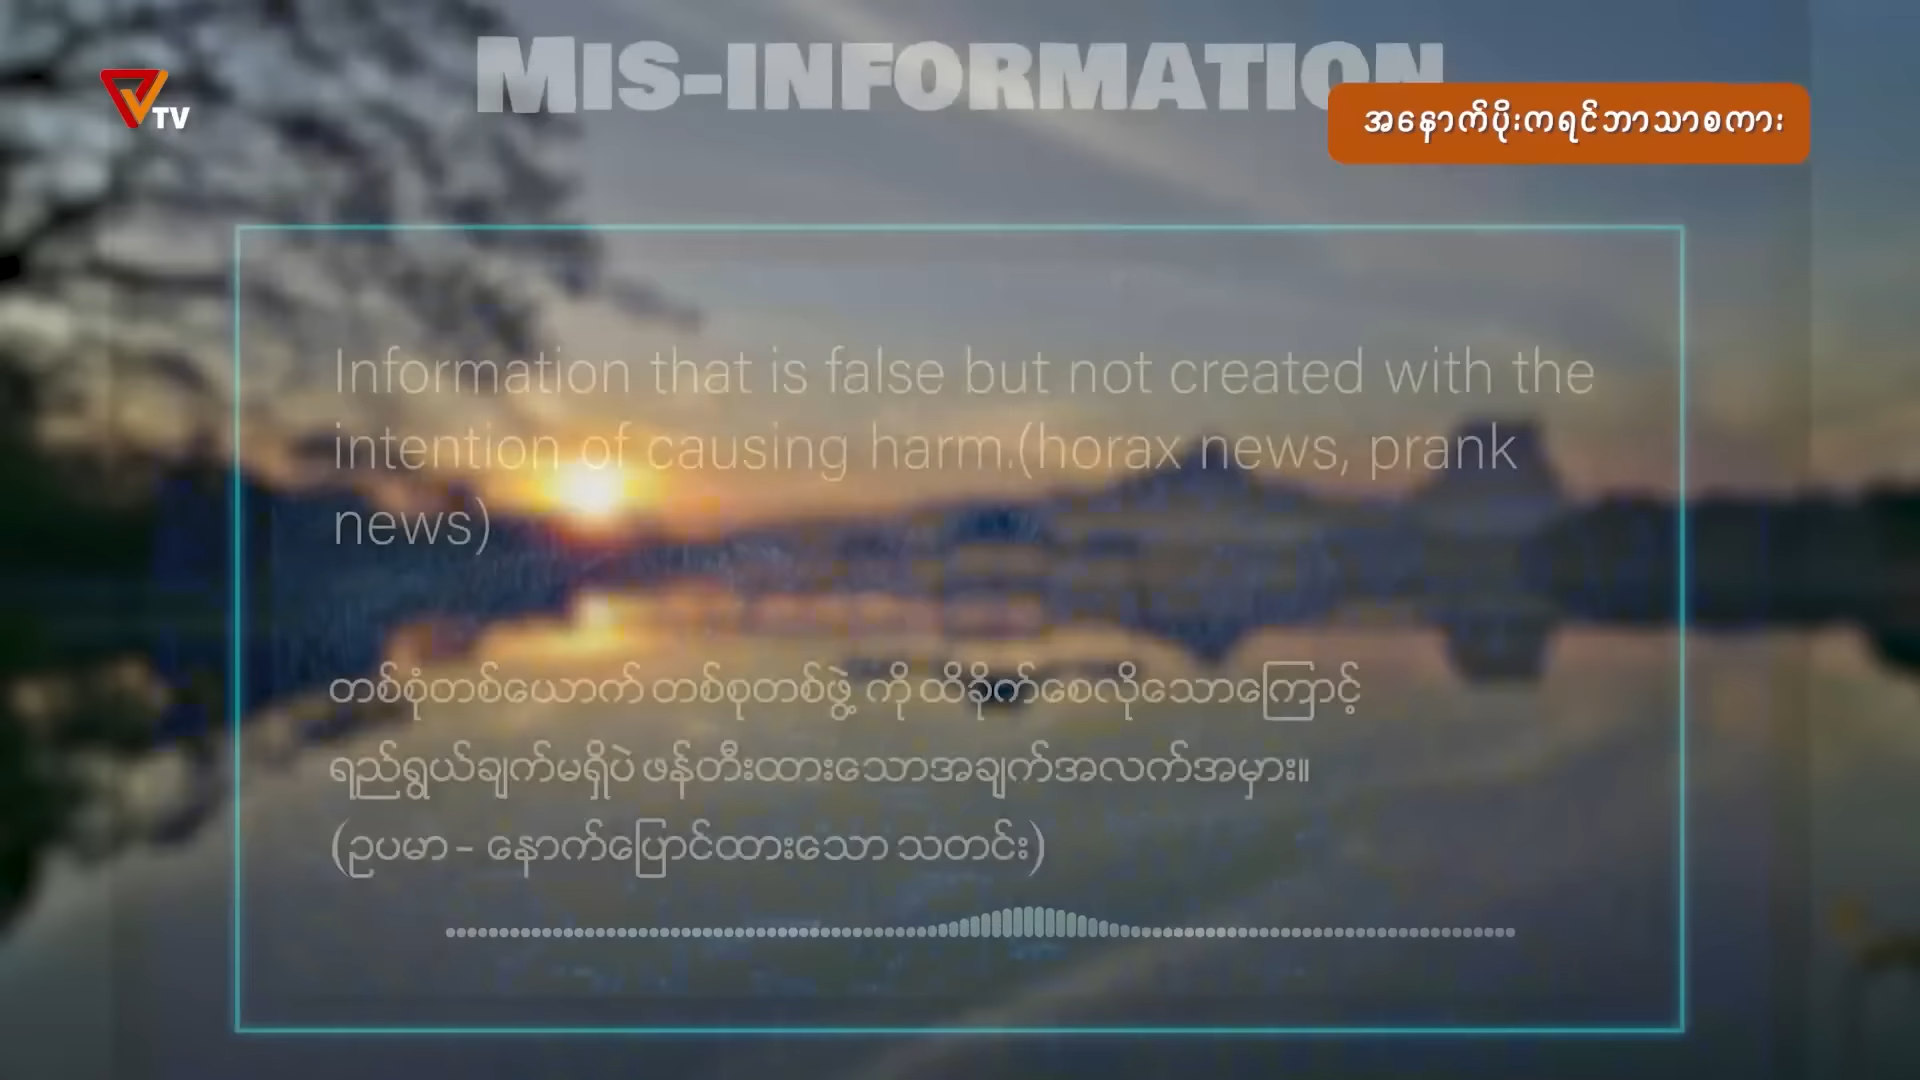 MIS-INFORMATION
TV
အနောက်ပိုးကရင်ဘာသာစကား
Information that is false but not created with the
intention of causing harm.(horax news, prank
news)
တစ်စုံတစ်ယောက် တစ်စုတစ်ဖွဲ့ ကို ထိခိုက်စေလိုသောကြောင့်
ရည်ရွယ်ချက်မရှိပဲ ဖန်တီးထားသောအချက်အလက်အမှား။
(ဥပမာ - နောက်ပြောင်ထားသော သတင်း)